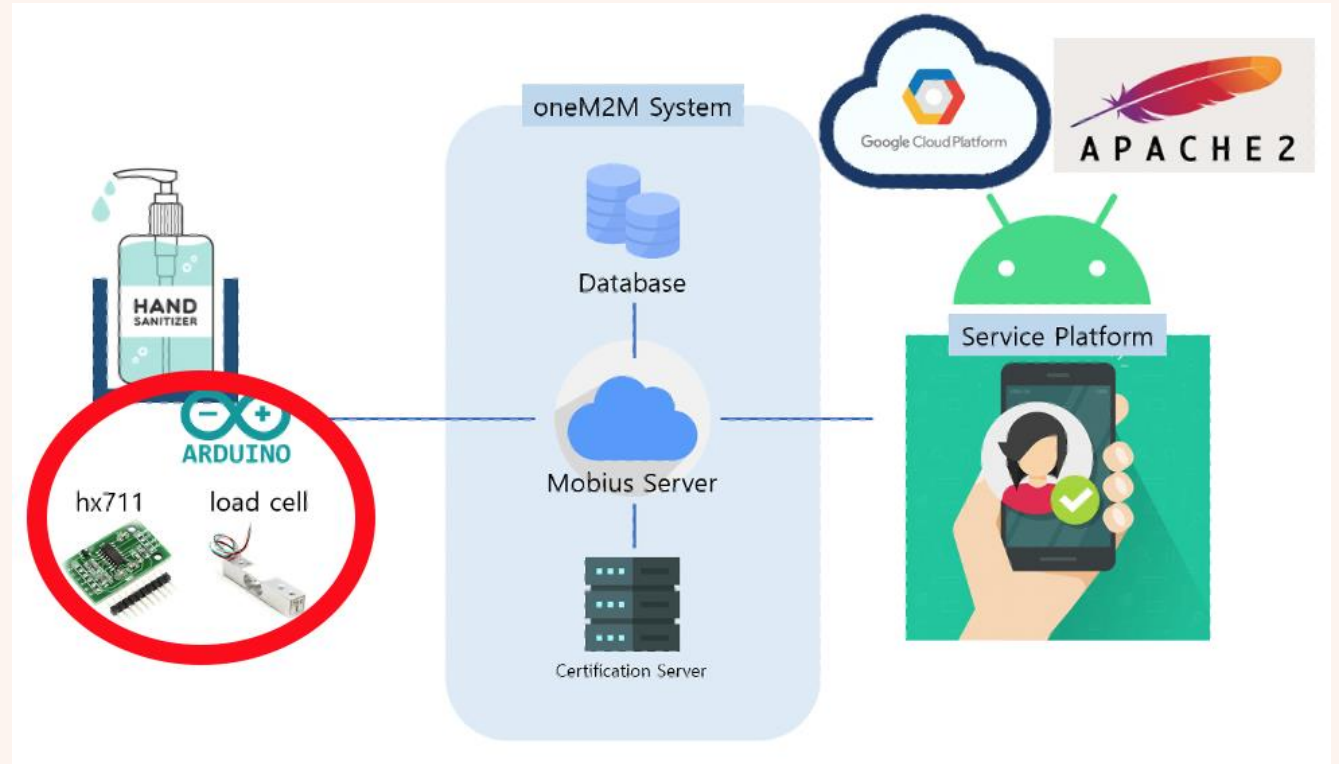 oneM2M System
Google Cloud Platform
APACHE2
HAND
SANITIZER
Database
Service Platform
ARDUINO
hx711
load cell
Mobius Server
Certification Server